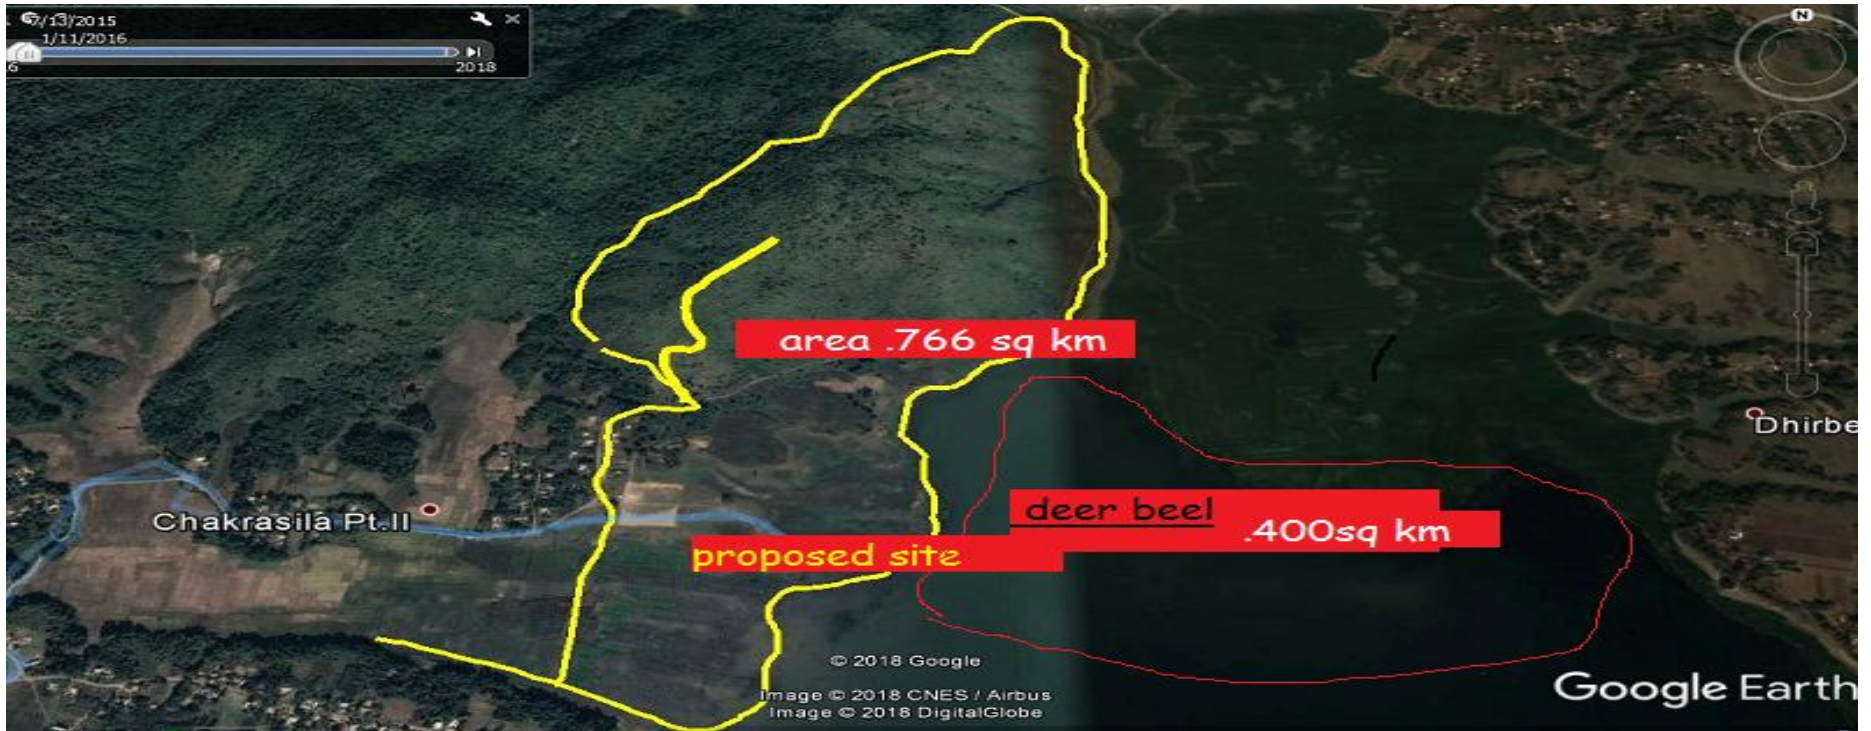 7/13/2015
1/11/2016
2018
N
area .766 sq km
Dhirbe
deer beel
.400sq km
Chakrasila Pt.II
proposed site
© 2018 Google
Image © 2018 CNES / Airbus
Image © 2018 DigitalGlobe
Google Earth